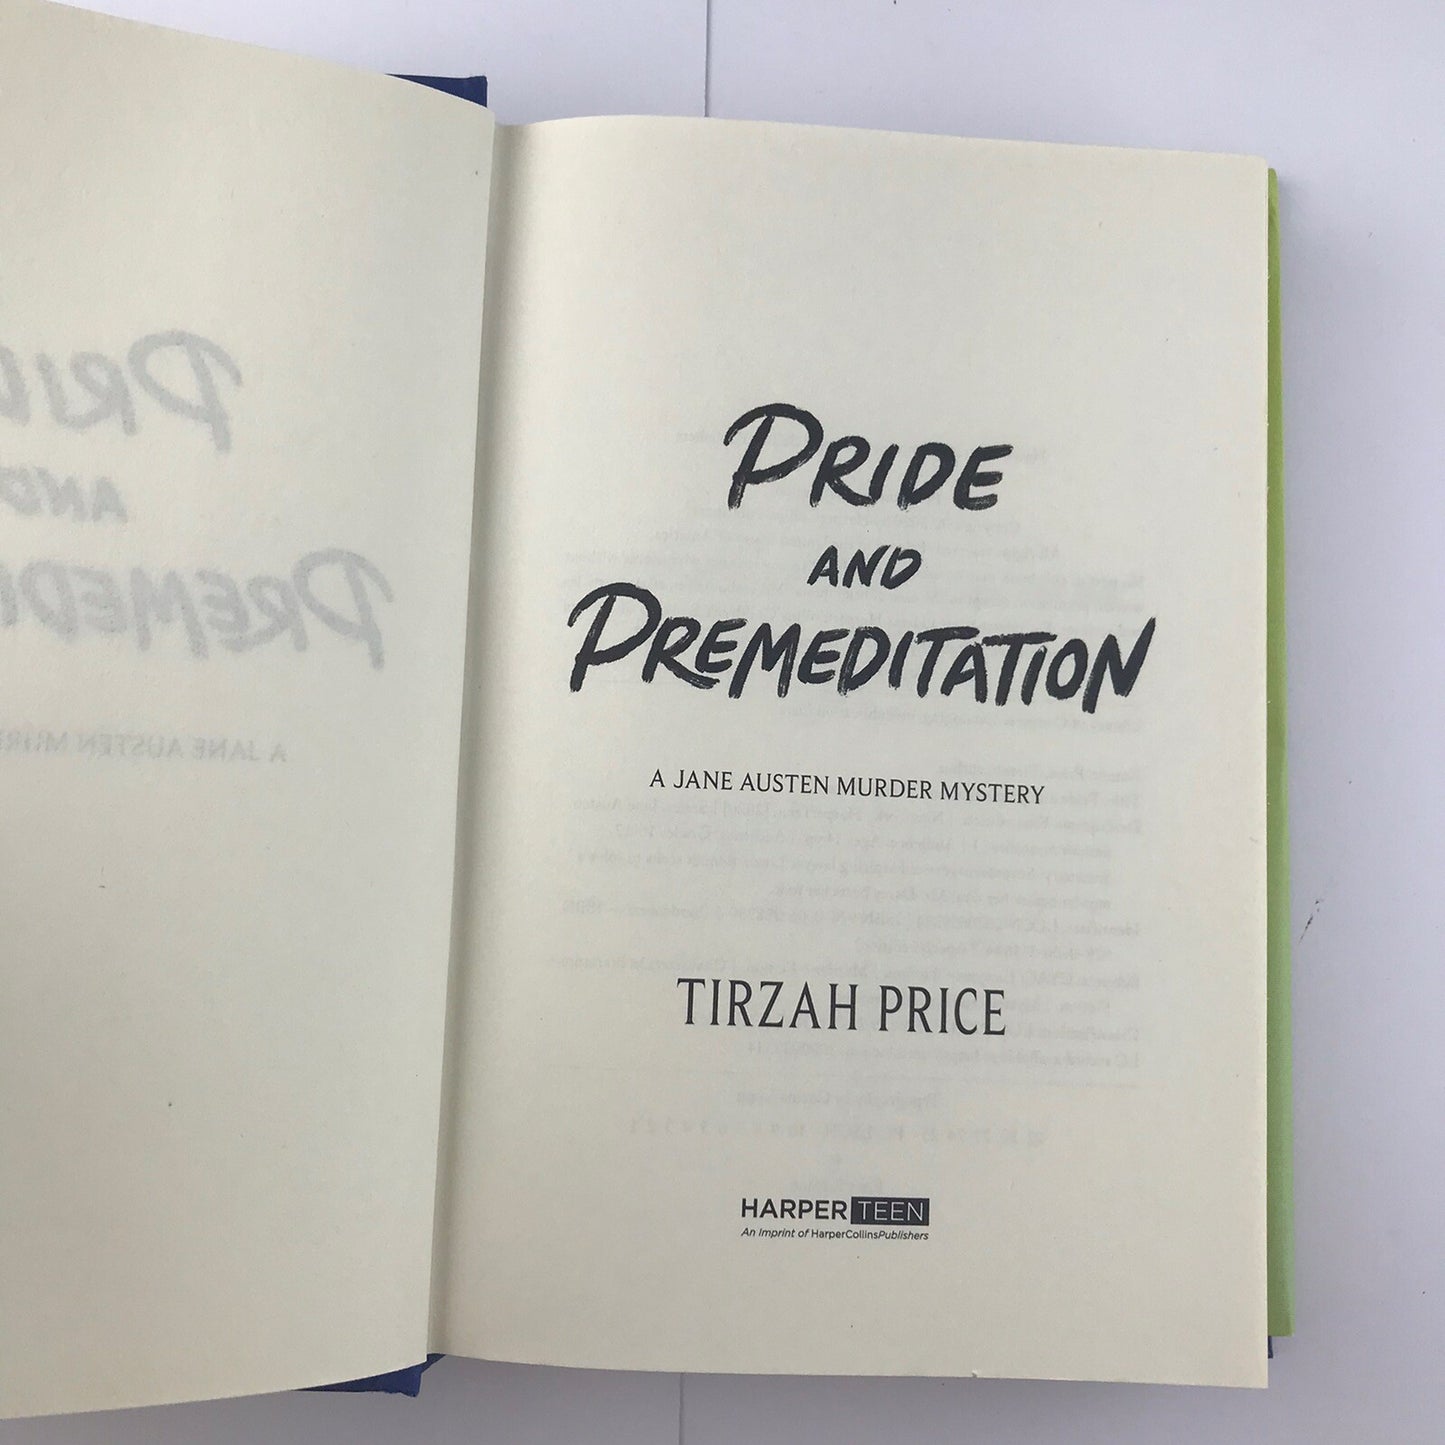 PRIDE
AND
PREMEDITATION
A JANE AUSTEN MURDER MYSTERY
TIRZAH PRICE
HARPER TEEN
An Imprint of HarperCollinsPublishers